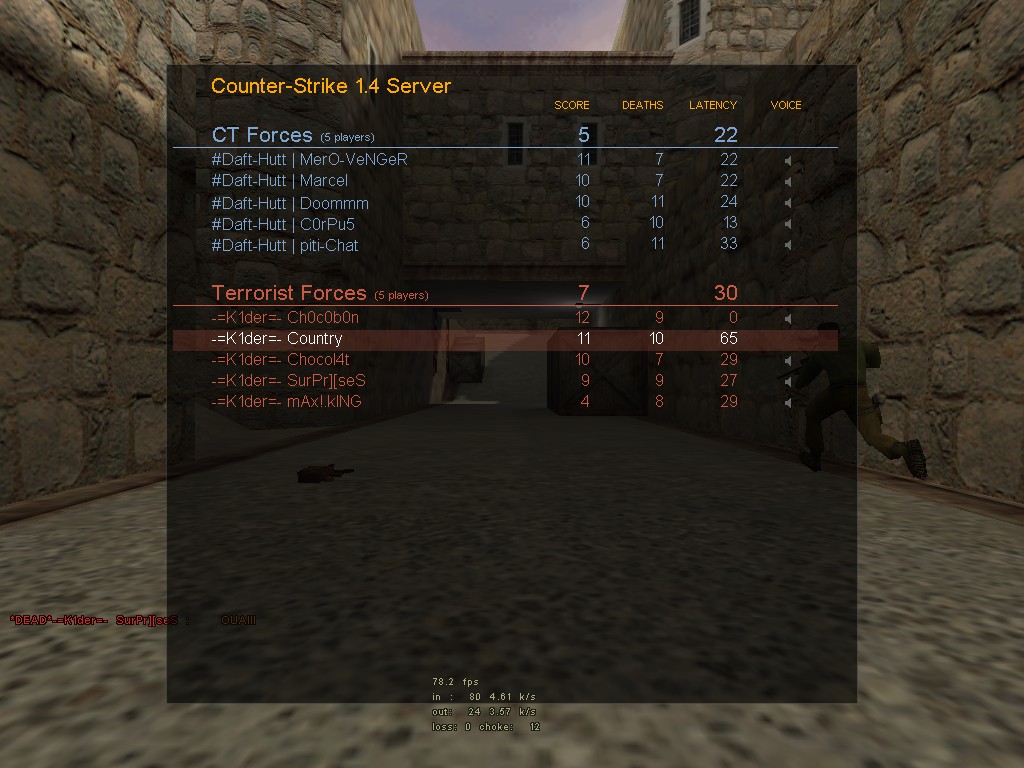 Counter-Strike 1.4 Server
SCORE DEATHS LATENCY VOICE
CT Forces (5 players) 5 22
#Daft-Hutt | MerO-VeNGeR 11 7 22
#Daft-Hutt | Marcel 10 7 22
#Daft-Hutt | Doommm 10 11 24
#Daft-Hutt | C0rPu5 6 10 13
#Daft-Hutt | piti-Chat 6 11 33
Terrorist Forces (5 players) 7 30
-=K1der=- Ch0c0b0n 12 9 0
-=K1der=- Country 11 10 65
-=K1der=- Chocol4t 10 7 29
-=K1der=- SurPr][seS 9 9 27
-=K1der=- mAx!.kING 4 8 29
*DEAD*-=K1der=- SurPr][seS : OUAIII
78.2 fps
in : 80 4.61 k/s
out: 24 3.57 k/s
loss: 0 choke: 12